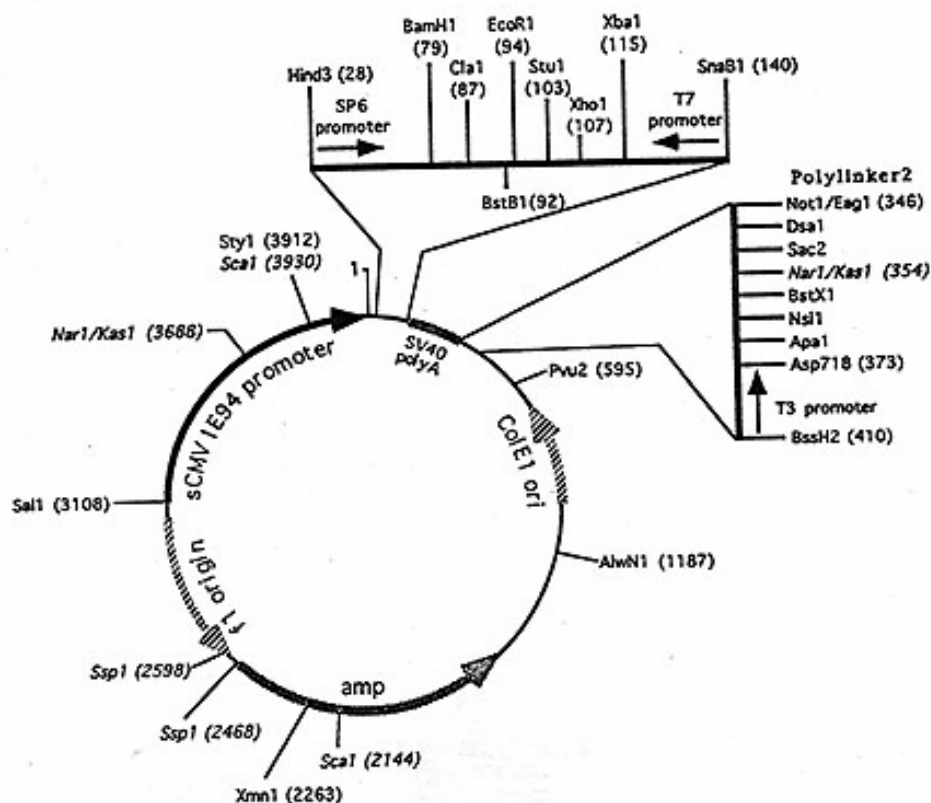 BamH1
(79)
EcoR1
(94)
Xba1
(115)
Hind3 (28)
Cla1
(87)
Stu1
(103)
SnaB1 (140)
SP6
promoter
Xho1
(107)
T7
promoter
BstB1(92)
Polylinker2
Not1/Eag1 (346)
Dsa1
Sac2
Nar1/Kas1 (354)
BstX1
Nsi1
Apa1
Asp718 (373)
T3 promoter
BssH2 (410)
Sty1 (3912)
Sca1 (3930)
1
Nar1/Kas1 (3688)
sCMV IE94 promoter
SV40
polyA
Pvu2 (595)
ColE1 ori
Sal1 (3108)
f1 origin
AlwN1 (1187)
Ssp1 (2598)
amp
Ssp1 (2468)
Sca1 (2144)
Xmn1 (2263)